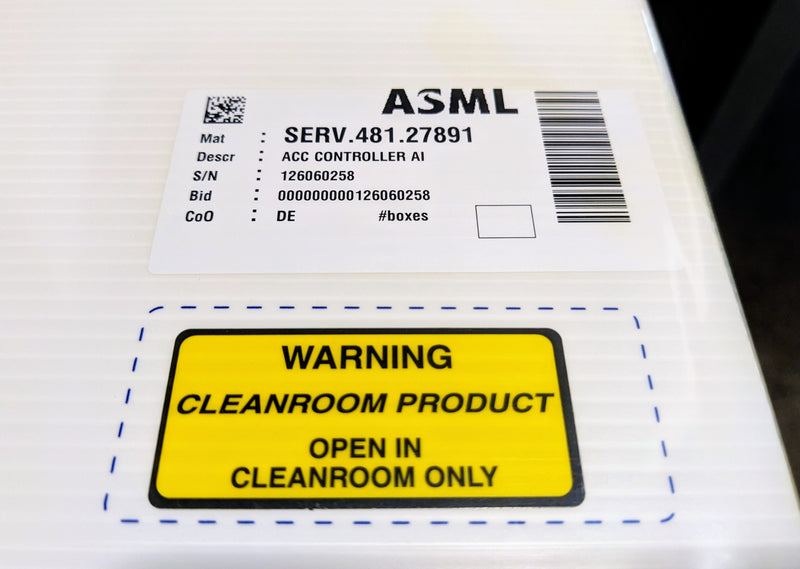 ASML
Mat : SERV.481.27891
Descr : ACC CONTROLLER AI
S/N : 126060258
Bid : 000000000126060258
CoO : DE #boxes
WARNING
CLEANROOM PRODUCT
OPEN IN
CLEANROOM ONLY